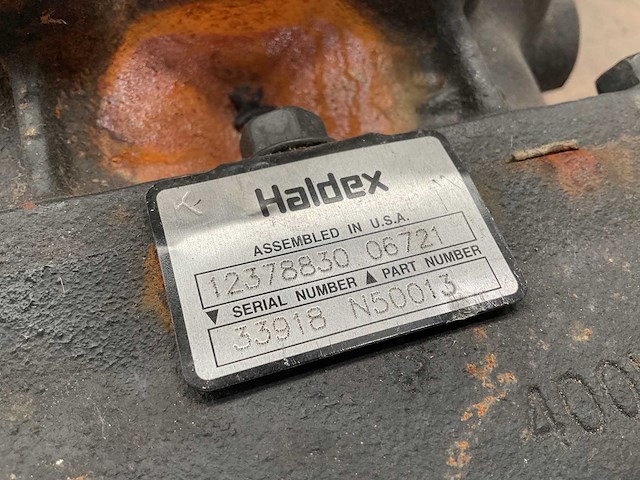 Haldex
ASSEMBLED IN U.S.A.
12378830 06721
▼ SERIAL NUMBER ▲ PART NUMBER
33918 N50013
400